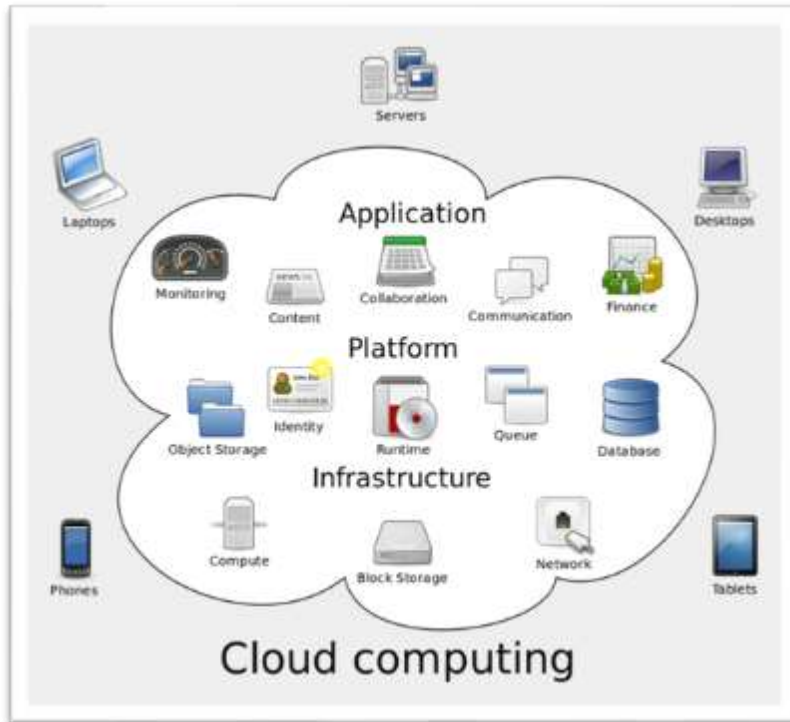 Servers
Laptops
Desktops
Application
Monitoring
Content
Collaboration
Communication
Finance
Platform
Object Storage
Identity
Runtime
Queue
Database
Infrastructure
Compute
Block Storage
Network
Phones
Tablets
Cloud computing